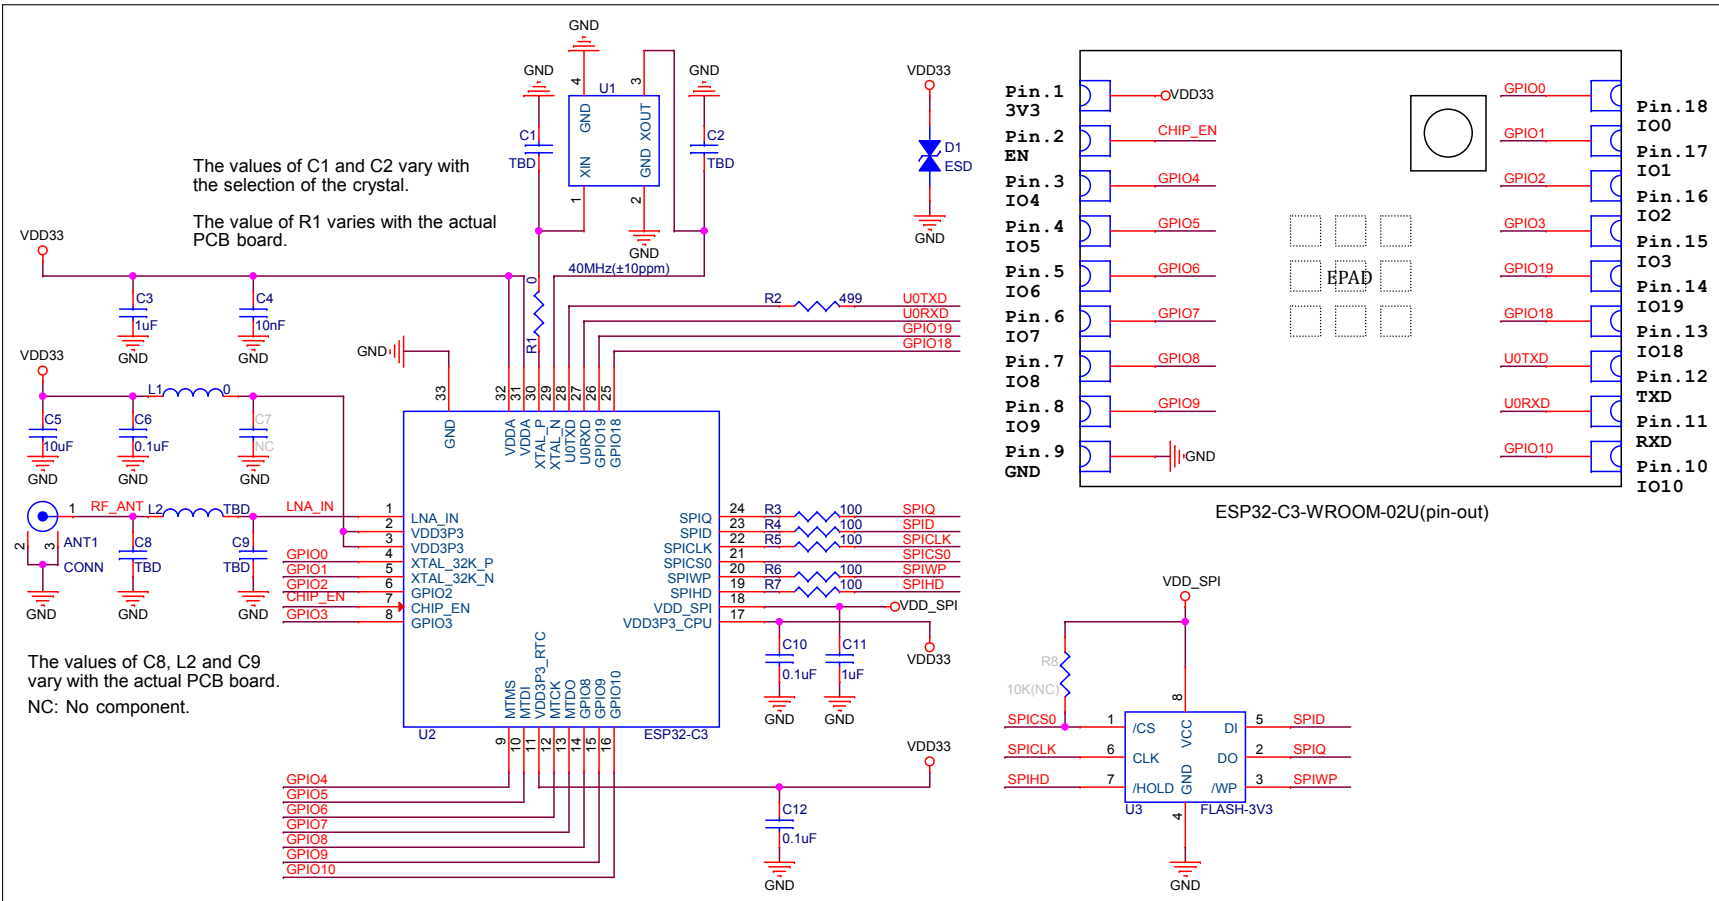 GND
GND
4
3
GND
U1
GND
XOUT
C1
TBD
C2
TBD
XIN
GND
1
2
GND
40MHz(±10ppm)
The values of C1 and C2 vary with
the selection of the crystal.
The value of R1 varies with the actual
PCB board.
VDD33
C3
1uF
GND
C4
10nF
GND
VDD33
L1
0
C5
10uF
GND
C6
0.1uF
GND
C7
NC
GND
GND
0
R1
R2
499
U0TXD
U0RXD
GPIO19
GPIO18
33
32
31
30
29
28
27
26
25
GND
VDDA
VDDA
XTAL_P
XTAL_N
U0TXD
U0RXD
GPIO19
GPIO18
1
RF_ANT
L2
TBD
LNA_IN
2
3
ANT1
CONN
GND
C8
TBD
GND
C9
TBD
GND
GPIO0
GPIO1
GPIO2
CHIP_EN
GPIO3
1 LNA_IN
2 VDD3P3
3 VDD3P3
4 XTAL_32K_P
5 XTAL_32K_N
6 GPIO2
7 CHIP_EN
8 GPIO3
SPIQ 24 R3 100 SPIQ
SPID 23 R4 100 SPID
SPICLK 22 R5 100 SPICLK
SPICS0 21 SPICS0
SPIWP 20 R6 100 SPIWP
SPIHD 19 R7 100 SPIHD
VDD_SPI 18 VDD_SPI
VDD3P3_CPU 17
VDD33
C10
0.1uF
GND
C11
1uF
GND
The values of C8, L2 and C9
vary with the actual PCB board.
NC: No component.
MTMS
MTDI
VDD3P3_RTC
MTCK
MTDO
GPIO8
GPIO9
GPIO10
U2
ESP32-C3
9
10
11
12
13
14
15
16
GPIO4
GPIO5
GPIO6
GPIO7
GPIO8
GPIO9
GPIO10
VDD33
C12
0.1uF
GND
VDD33
D1
ESD
GND
Pin.1
3V3
VDD33
Pin.2
EN
CHIP_EN
Pin.3
IO4
GPIO4
Pin.4
IO5
GPIO5
Pin.5
IO6
GPIO6
Pin.6
IO7
GPIO7
Pin.7
IO8
GPIO8
Pin.8
IO9
GPIO9
Pin.9
GND
GND
EPAD
GPIO0
Pin.18
IO0
GPIO1
Pin.17
IO1
GPIO2
Pin.16
IO2
GPIO3
Pin.15
IO3
GPIO19
Pin.14
IO19
GPIO18
Pin.13
IO18
U0TXD
Pin.12
TXD
U0RXD
Pin.11
RXD
GPIO10
Pin.10
IO10
ESP32-C3-WROOM-02U(pin-out)
VDD_SPI
R8
10K(NC)
8
SPICS0 1 /CS
SPICLK 6 CLK
SPIHD 7 /HOLD
VCC
GND
DI 5 SPID
DO 2 SPIQ
/WP 3 SPIWP
U3
FLASH-3V3
4
GND